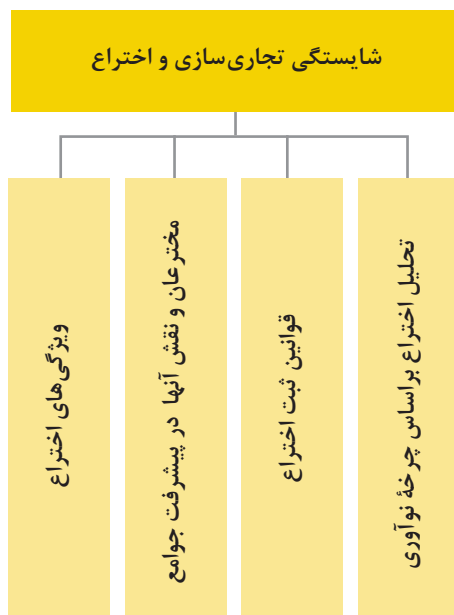 شایستگی تجاری‌سازی و اختراع
تحلیل اختراع براساس چرخهٔ نوآوری
قوانین ثبت اختراع
مخترعان و نقش آنها در پیشرفت جوامع
ویژگی‌های اختراع